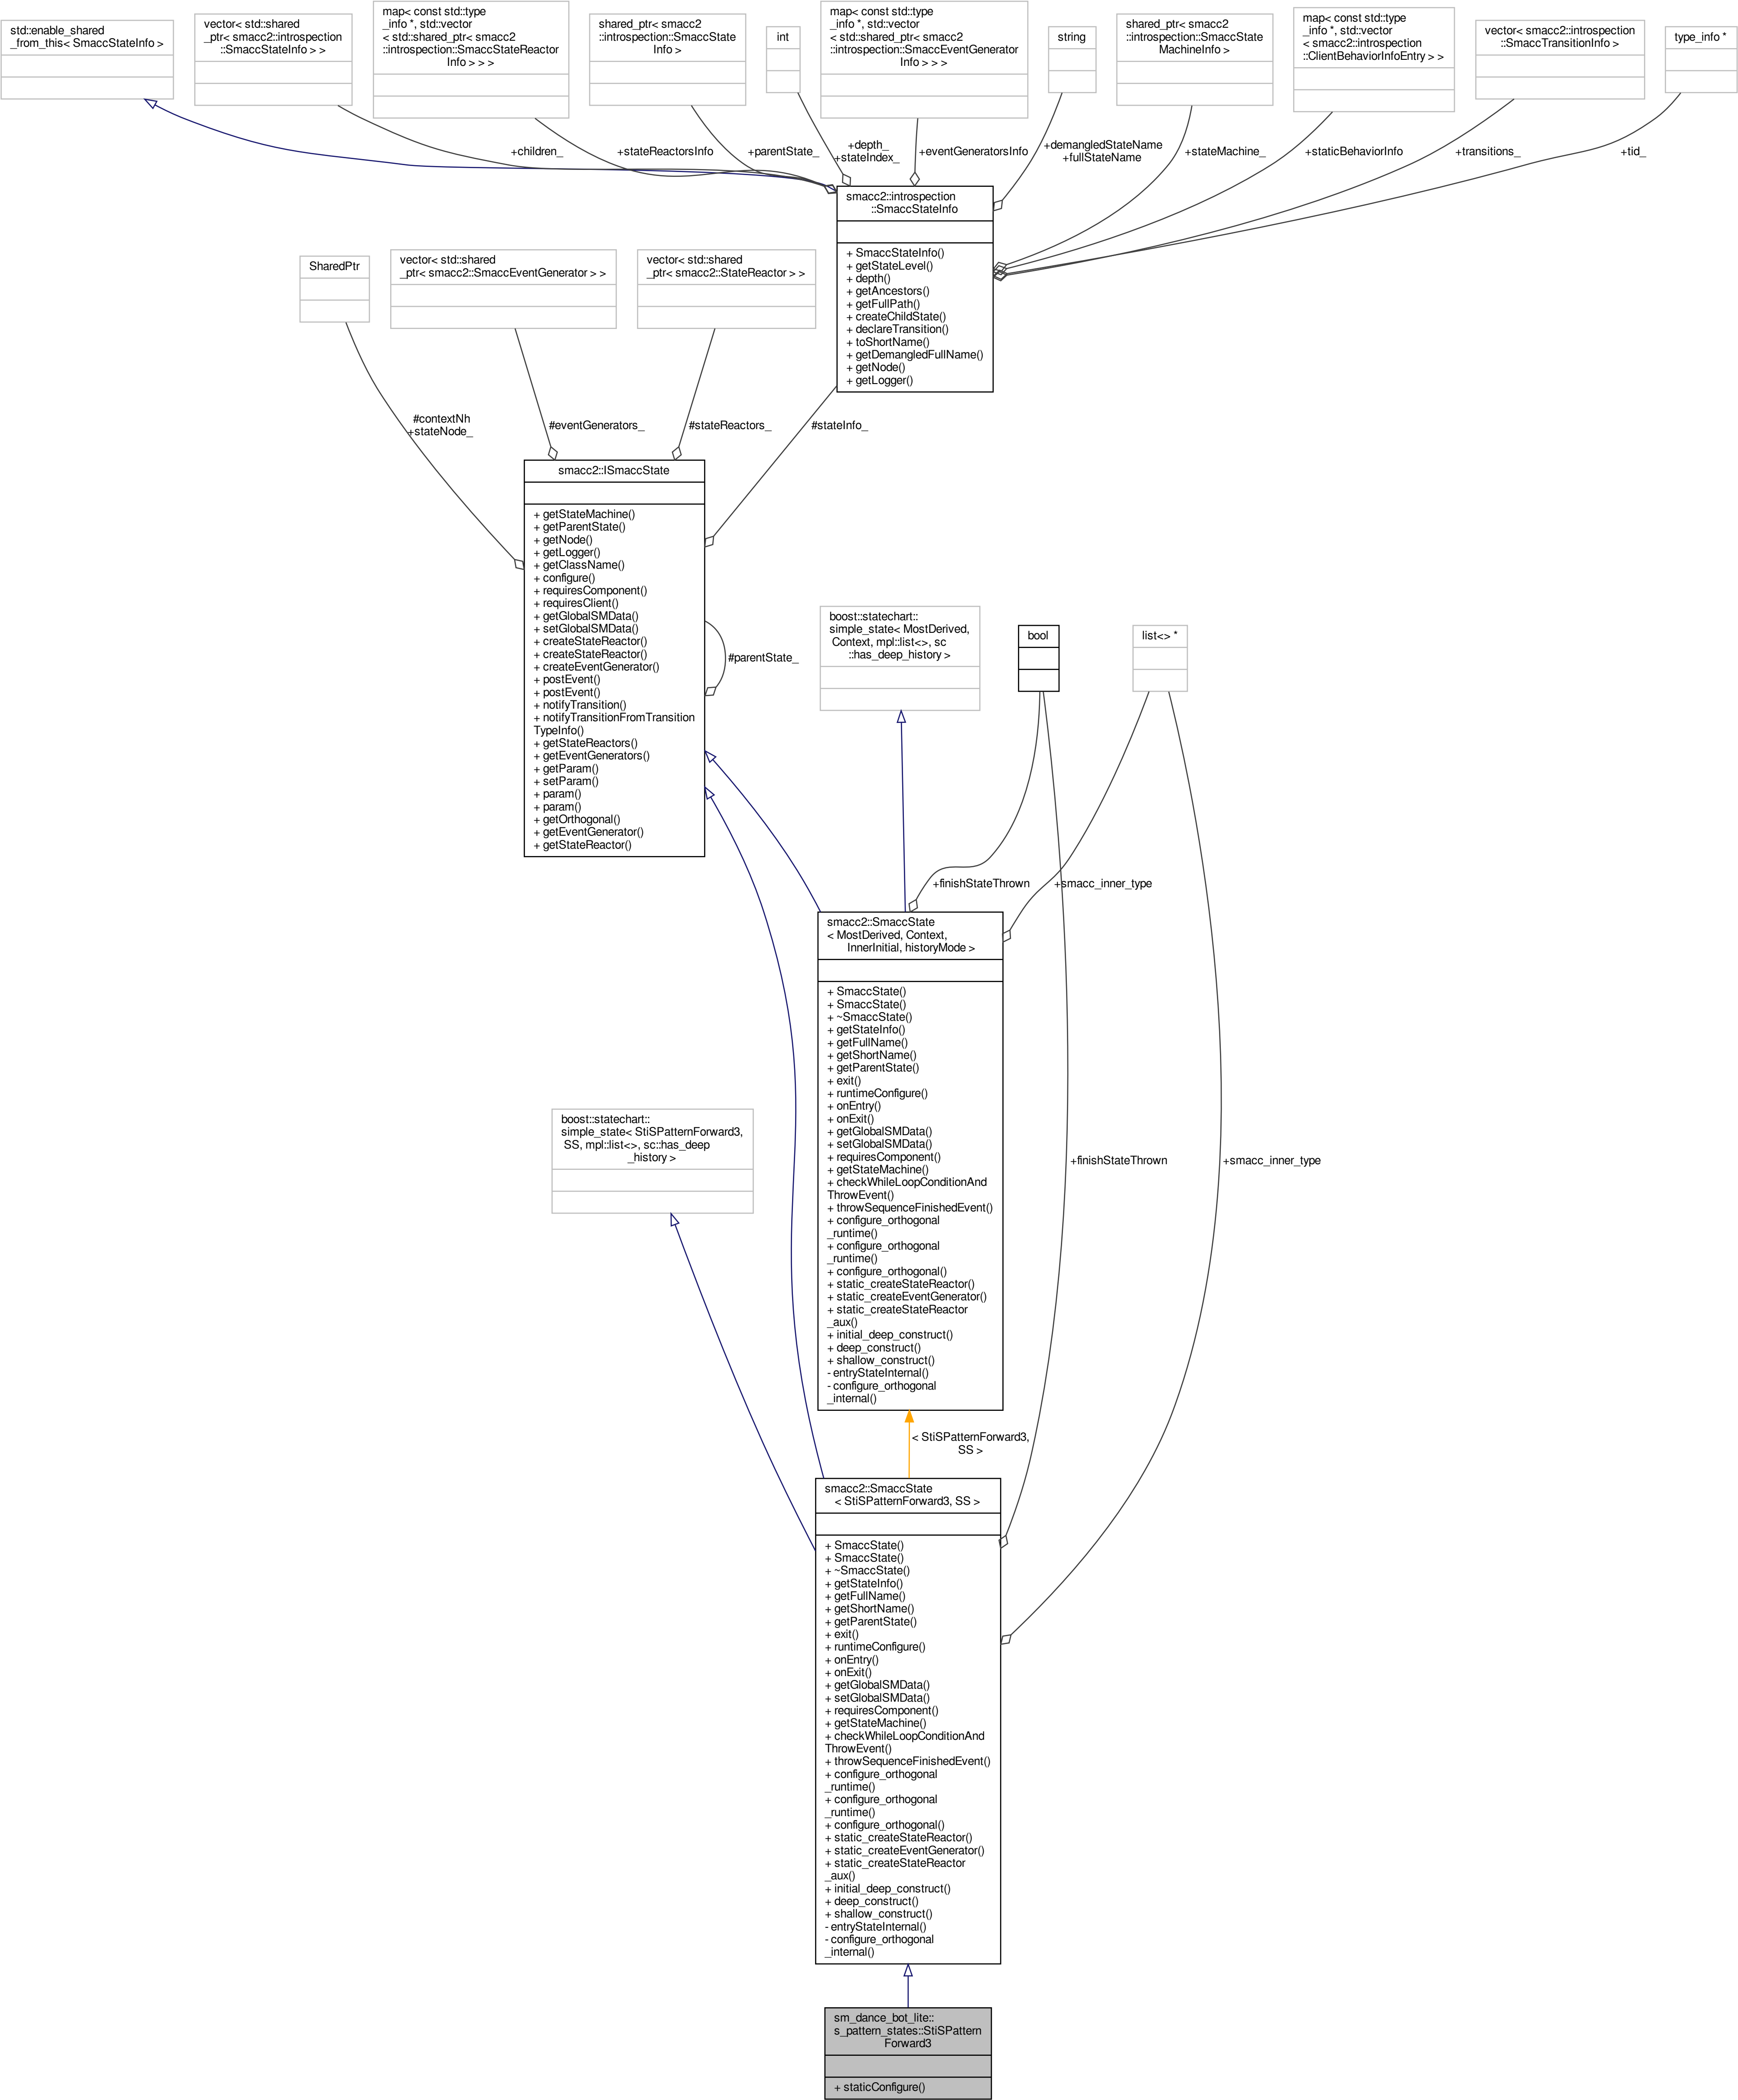 std::enable_shared
_from_this< SmaccStateInfo >
vector< std::shared
_ptr< smacc2::introspection
::SmaccStateInfo > >
map< const std::type
_info *, std::vector
< std::shared_ptr< smacc2
::introspection::SmaccStateReactor
Info > > >
shared_ptr< smacc2
::introspection::SmaccState
Info >
int
map< const std::type
_info *, std::vector
< std::shared_ptr< smacc2
::introspection::SmaccEventGenerator
Info > > >
string
shared_ptr< smacc2
::introspection::SmaccState
MachineInfo >
map< const std::type
_info *, std::vector
< smacc2::introspection
::ClientBehaviorInfoEntry > >
vector< smacc2::introspection
::SmaccTransitionInfo >
type_info *
+children_
+stateReactorsInfo
+parentState_
+depth_
+stateIndex_
+eventGeneratorsInfo
+demangledStateName
+fullStateName
+stateMachine_
+staticBehaviorInfo
+transitions_
+tid_
smacc2::introspection
::SmaccStateInfo
+ SmaccStateInfo()
+ getStateLevel()
+ depth()
+ getAncestors()
+ getFullPath()
+ createChildState()
+ declareTransition()
+ toShortName()
+ getDemangledFullName()
+ getNode()
+ getLogger()
SharedPtr
vector< std::shared
_ptr< smacc2::SmaccEventGenerator > >
vector< std::shared
_ptr< smacc2::StateReactor > >
#contextNh
+stateNode_
#eventGenerators_
#stateReactors_
#stateInfo_
smacc2::ISmaccState
+ getStateMachine()
+ getParentState()
+ getNode()
+ getLogger()
+ getClassName()
+ configure()
+ requiresComponent()
+ requiresClient()
+ getGlobalSMData()
+ setGlobalSMData()
+ createStateReactor()
+ createStateReactor()
+ createEventGenerator()
+ postEvent()
+ postEvent()
+ notifyTransition()
+ notifyTransitionFromTransition
TypeInfo()
+ getStateReactors()
+ getEventGenerators()
+ getParam()
+ setParam()
+ param()
+ param()
+ getOrthogonal()
+ getEventGenerator()
+ getStateReactor()
#parentState_
boost::statechart::
simple_state< MostDerived,
Context, mpl::list<>, sc
::has_deep_history >
bool
list<> *
+finishStateThrown
+smacc_inner_type
smacc2::SmaccState
< MostDerived, Context,
InnerInitial, historyMode >
+ SmaccState()
+ SmaccState()
+ ~SmaccState()
+ getStateInfo()
+ getFullName()
+ getShortName()
+ getParentState()
+ exit()
+ runtimeConfigure()
+ onEntry()
+ onExit()
+ getGlobalSMData()
+ setGlobalSMData()
+ requiresComponent()
+ getStateMachine()
+ checkWhileLoopConditionAnd
ThrowEvent()
+ throwSequenceFinishedEvent()
+ configure_orthogonal
_runtime()
+ configure_orthogonal
_runtime()
+ configure_orthogonal()
+ static_createStateReactor()
+ static_createEventGenerator()
+ static_createStateReactor
_aux()
+ initial_deep_construct()
+ deep_construct()
+ shallow_construct()
- entryStateInternal()
- configure_orthogonal
_internal()
boost::statechart::
simple_state< StiSPatternForward3,
SS, mpl::list<>, sc::has_deep
_history >
+finishStateThrown
+smacc_inner_type
< StiSPatternForward3,
SS >
smacc2::SmaccState
< StiSPatternForward3, SS >
+ SmaccState()
+ SmaccState()
+ ~SmaccState()
+ getStateInfo()
+ getFullName()
+ getShortName()
+ getParentState()
+ exit()
+ runtimeConfigure()
+ onEntry()
+ onExit()
+ getGlobalSMData()
+ setGlobalSMData()
+ requiresComponent()
+ getStateMachine()
+ checkWhileLoopConditionAnd
ThrowEvent()
+ throwSequenceFinishedEvent()
+ configure_orthogonal
_runtime()
+ configure_orthogonal
_runtime()
+ configure_orthogonal()
+ static_createStateReactor()
+ static_createEventGenerator()
+ static_createStateReactor
_aux()
+ initial_deep_construct()
+ deep_construct()
+ shallow_construct()
- entryStateInternal()
- configure_orthogonal
_internal()
sm_dance_bot_lite::
s_pattern_states::StiSPattern
Forward3
+ staticConfigure()